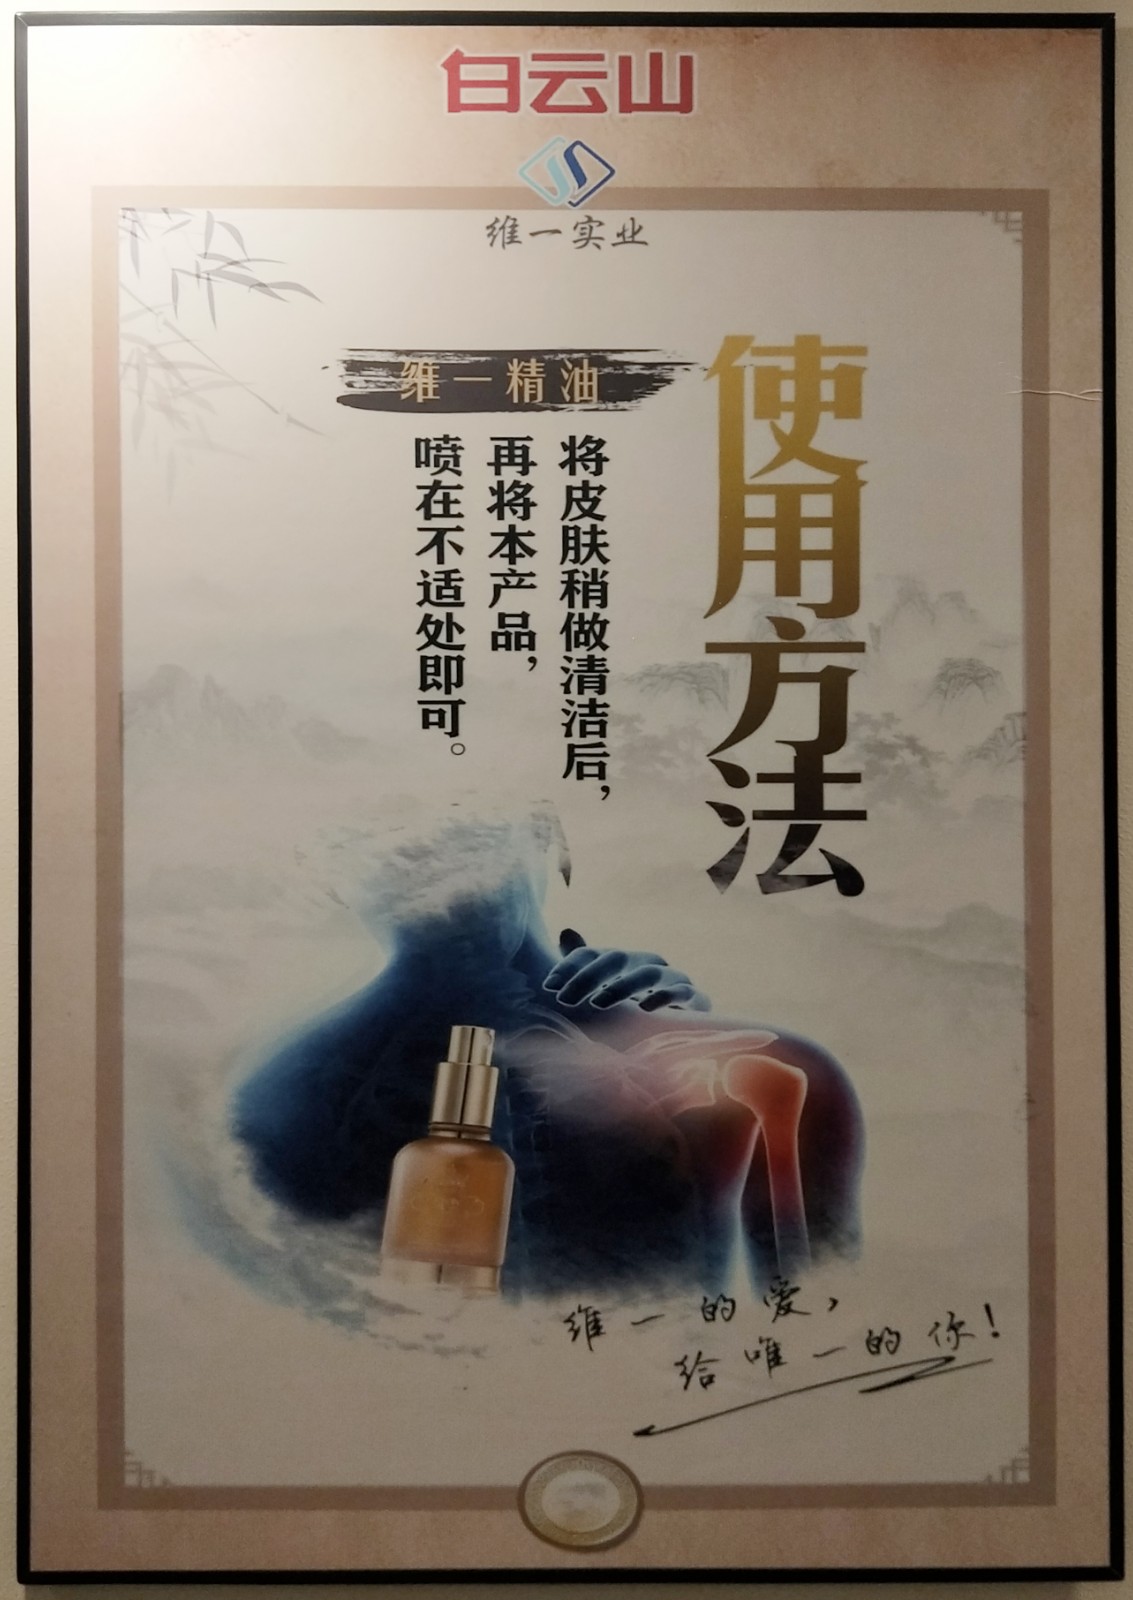 白云山
维一实业
使用方法
维一精油
将皮肤稍做清洁后，
再将本产品，
喷在不适处即可。
维一的爱，
给唯一的你！